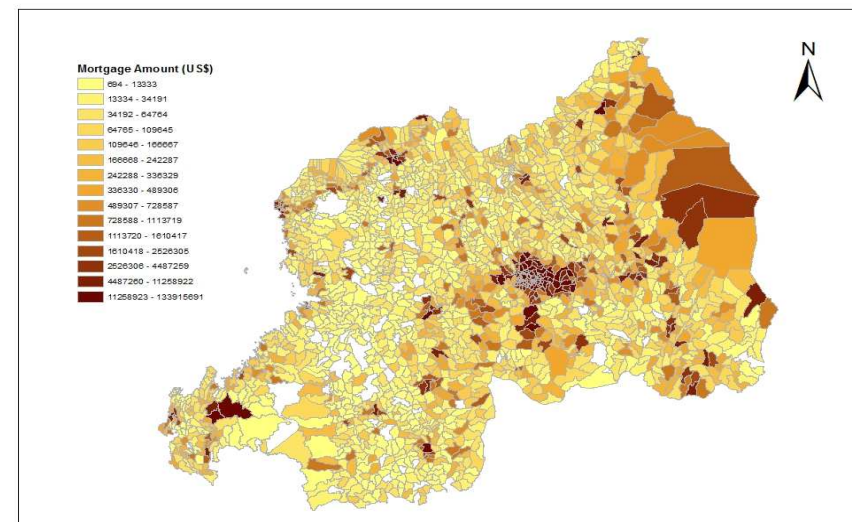 N
Mortgage Amount (US$)
694 - 13333
13334 - 34191
34192 - 64764
64765 - 109645
109646 - 166667
166668 - 242287
242288 - 336329
336330 - 489306
489307 - 728587
728588 - 1113719
1113720 - 1610417
1610418 - 2526305
2526306 - 4487259
4487260 - 11258922
11258923 - 133915691